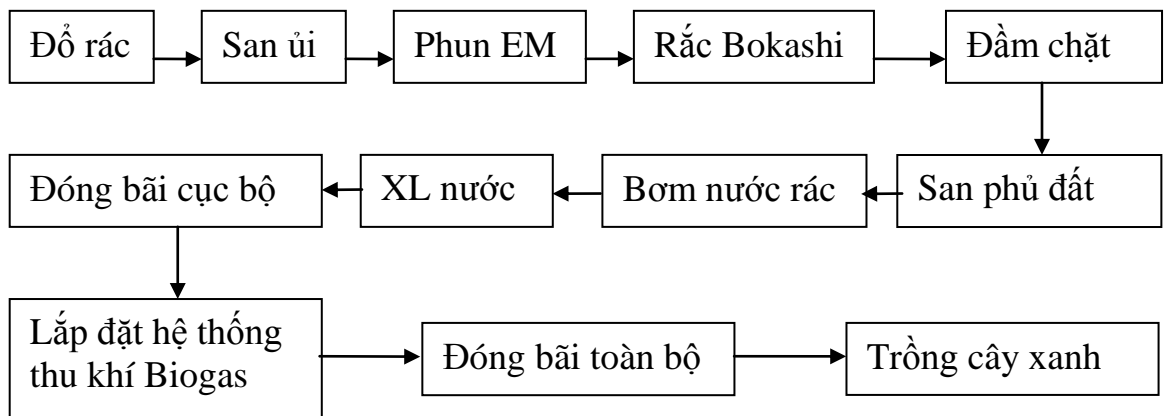 Đổ rác
San ủi
Phun EM
Rắc Bokashi
Đầm chặt
San phủ đất
Bơm nước rác
XL nước
Đóng bãi cục bộ
Lắp đặt hệ thống
thu khí Biogas
Đóng bãi toàn bộ
Trồng cây xanh